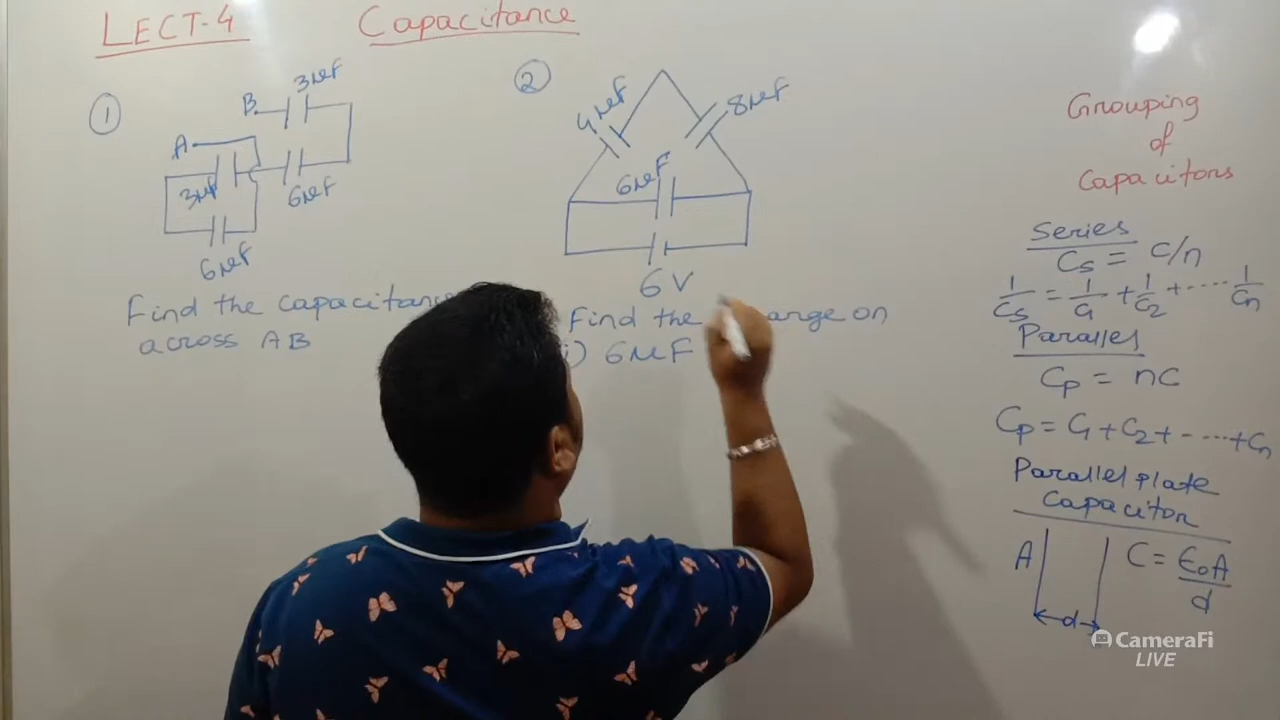 LECT-4
Capacitance
①
B
3μF
A
3μF
6μF
6μF
Find the capacitance
across AB
②
4μF
8μF
6μF
6V
Find the
on
6μF
Grouping
of
Capacitors
Series
Cs = C/n
1/Cs = 1/C1 + 1/C2 + ---- 1/Cn
Parallel
Cp = nC
Cp = C1 + C2 + ----- + Cn
Parallel plate
Capacitor
A
d
C = ε0A/d
CameraFi
LIVE